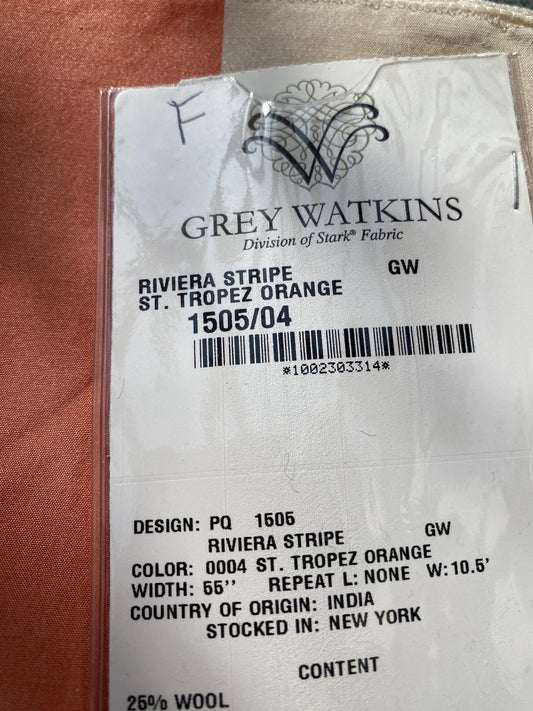 F
W
GREY WATKINS
Division of Stark® Fabric
RIVIERA STRIPE GW
ST. TROPEZ ORANGE
1505/04
*1002303314*
DESIGN: PQ 1505
RIVIERA STRIPE GW
COLOR: 0004 ST. TROPEZ ORANGE
WIDTH: 55'' REPEAT L: NONE W: 10.5'
COUNTRY OF ORIGIN: INDIA
STOCKED IN: NEW YORK
CONTENT
25% WOOL